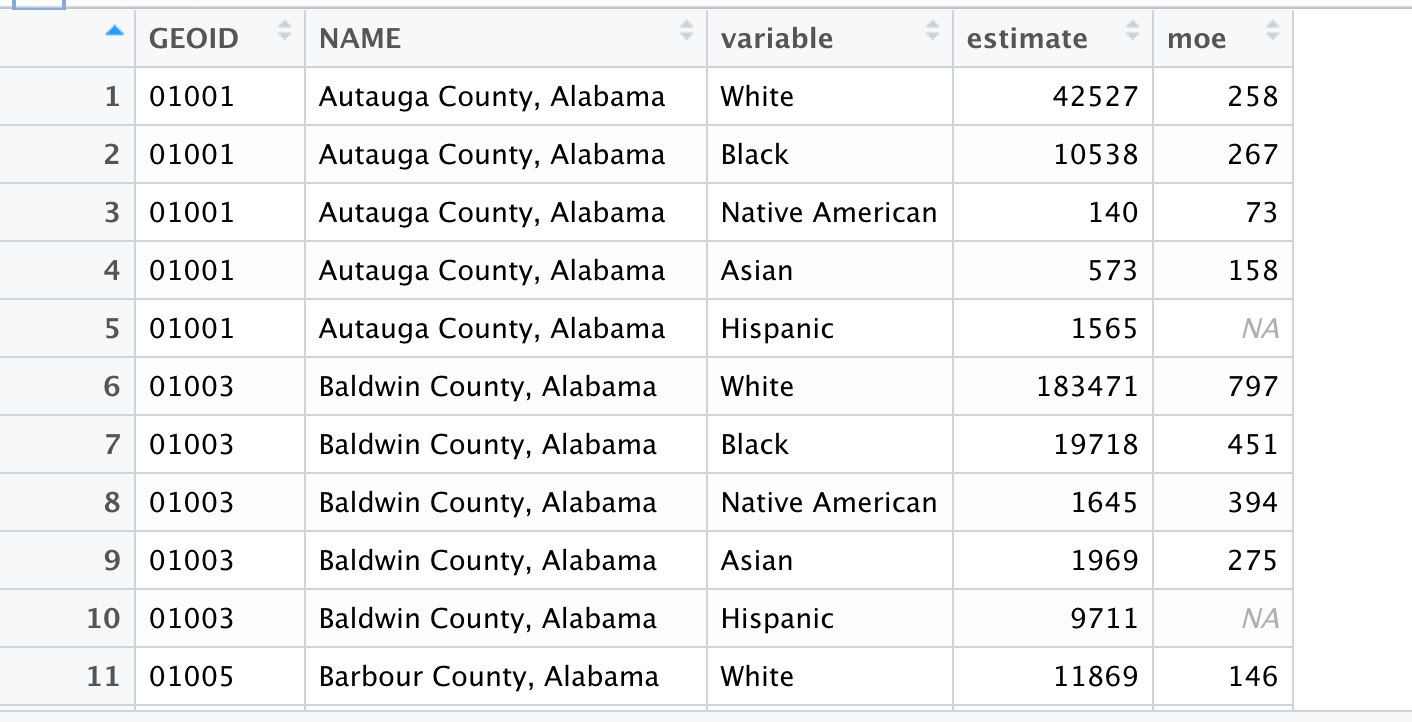 GEOID NAME variable estimate moe
1 01001 Autauga County, Alabama White 42527 258
2 01001 Autauga County, Alabama Black 10538 267
3 01001 Autauga County, Alabama Native American 140 73
4 01001 Autauga County, Alabama Asian 573 158
5 01001 Autauga County, Alabama Hispanic 1565 NA
6 01003 Baldwin County, Alabama White 183471 797
7 01003 Baldwin County, Alabama Black 19718 451
8 01003 Baldwin County, Alabama Native American 1645 394
9 01003 Baldwin County, Alabama Asian 1969 275
10 01003 Baldwin County, Alabama Hispanic 9711 NA
11 01005 Barbour County, Alabama White 11869 146